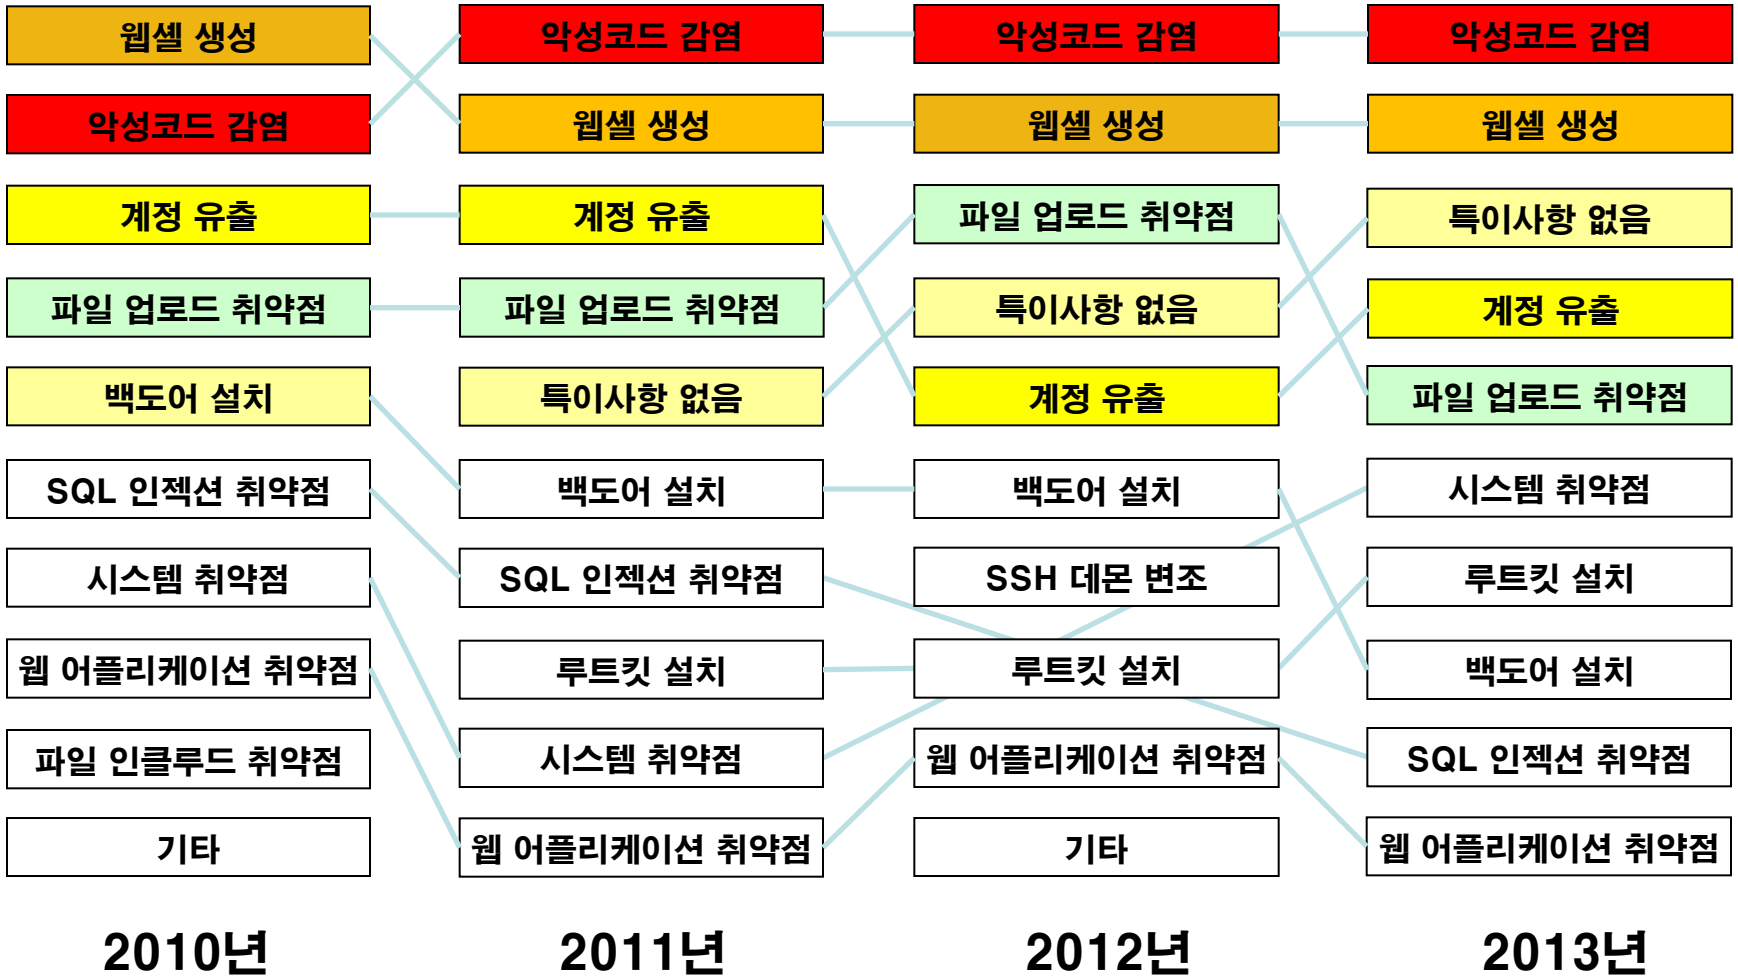 웹셸 생성
악성코드 감염
악성코드 감염
악성코드 감염
악성코드 감염
웹셸 생성
웹셸 생성
웹셸 생성
계정 유출
계정 유출
파일 업로드 취약점
특이사항 없음
파일 업로드 취약점
파일 업로드 취약점
특이사항 없음
계정 유출
백도어 설치
특이사항 없음
계정 유출
파일 업로드 취약점
SQL 인젝션 취약점
백도어 설치
백도어 설치
시스템 취약점
시스템 취약점
SQL 인젝션 취약점
SSH 데몬 변조
루트킷 설치
웹 어플리케이션 취약점
루트킷 설치
루트킷 설치
백도어 설치
파일 인클루드 취약점
시스템 취약점
웹 어플리케이션 취약점
SQL 인젝션 취약점
기타
웹 어플리케이션 취약점
기타
웹 어플리케이션 취약점
2010년
2011년
2012년
2013년